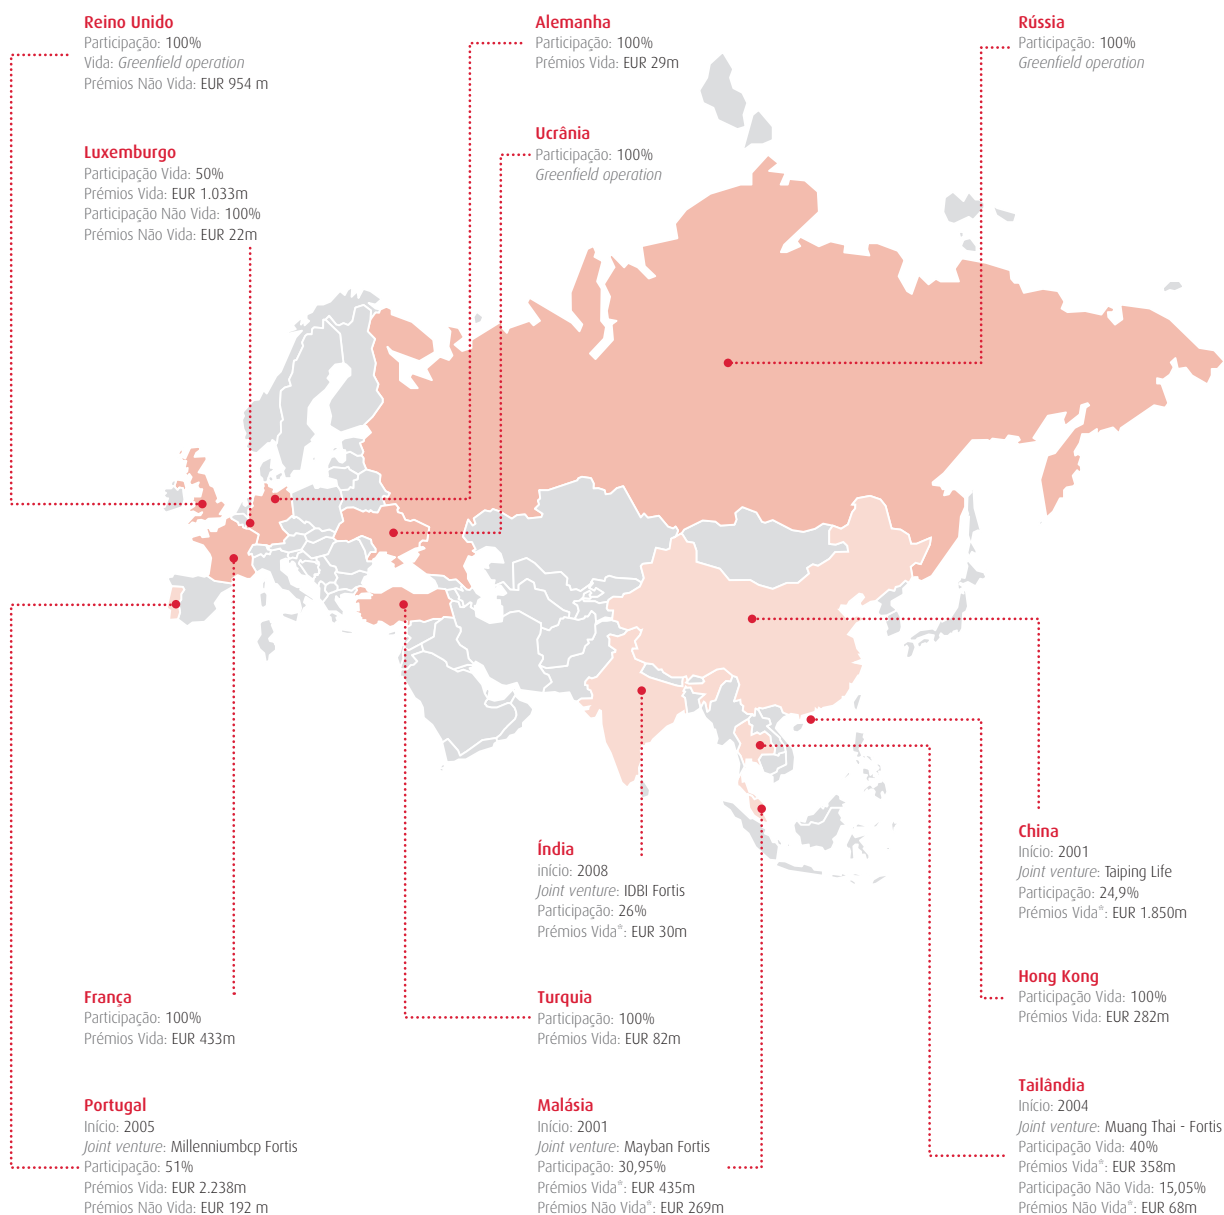 Reino Unido
Participação: 100%
Vida: Greenfield operation
Prémios Não Vida: EUR 954 m
Alemanha
Participação: 100%
Prémios Vida: EUR 29m
Rússia
Participação: 100%
Greenfield operation
Luxemburgo
Participação Vida: 50%
Prémios Vida: EUR 1.033m
Participação Não Vida: 100%
Prémios Não Vida: EUR 22m
Ucrânia
Participação: 100%
Greenfield operation
Índia
início: 2008
Joint venture: IDBI Fortis
Participação: 26%
Prémios Vida*: EUR 30m
China
Início: 2001
Joint venture: Taiping Life
Participação: 24,9%
Prémios Vida*: EUR 1.850m
França
Participação: 100%
Prémios Vida: EUR 433m
Turquia
Participação: 100%
Prémios Vida: EUR 82m
Hong Kong
Participação Vida: 100%
Prémios Vida: EUR 282m
Portugal
Início: 2005
Joint venture: Millenniumbcp Fortis
Participação: 51%
Prémios Vida: EUR 2.238m
Prémios Não Vida: EUR 192 m
Malásia
Início: 2001
Joint venture: Mayban Fortis
Participação: 30,95%
Prémios Vida*: EUR 435m
Prémios Não Vida*: EUR 269m
Tailândia
Início: 2004
Joint venture: Muang Thai - Fortis
Participação Vida: 40%
Prémios Vida*: EUR 358m
Participação Não Vida: 15,05%
Prémios Não Vida*: EUR 68m